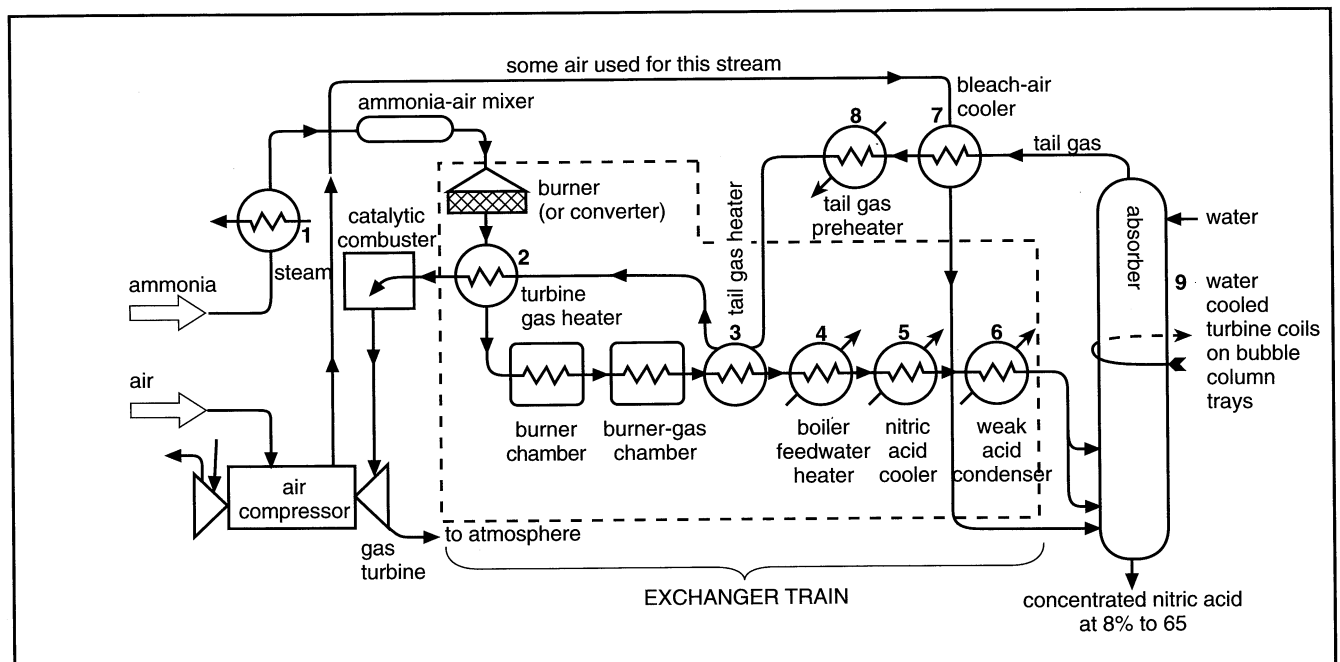 some air used for this stream
bleach-air
cooler
ammonia-air mixer
8
7
tail gas
burner
(or converter)
tail gas
preheater
absorber
water
1
catalytic
combuster
tail gas heater
steam
2
turbine
gas heater
ammonia
9 water
cooled
turbine coils
on bubble
column
trays
3
4
5
6
air
burner
chamber
burner-gas
chamber
boiler
feedwater
heater
nitric
acid
cooler
weak
acid
condenser
air
compressor
to atmosphere
gas
turbine
EXCHANGER TRAIN
concentrated nitric acid
at 8% to 65